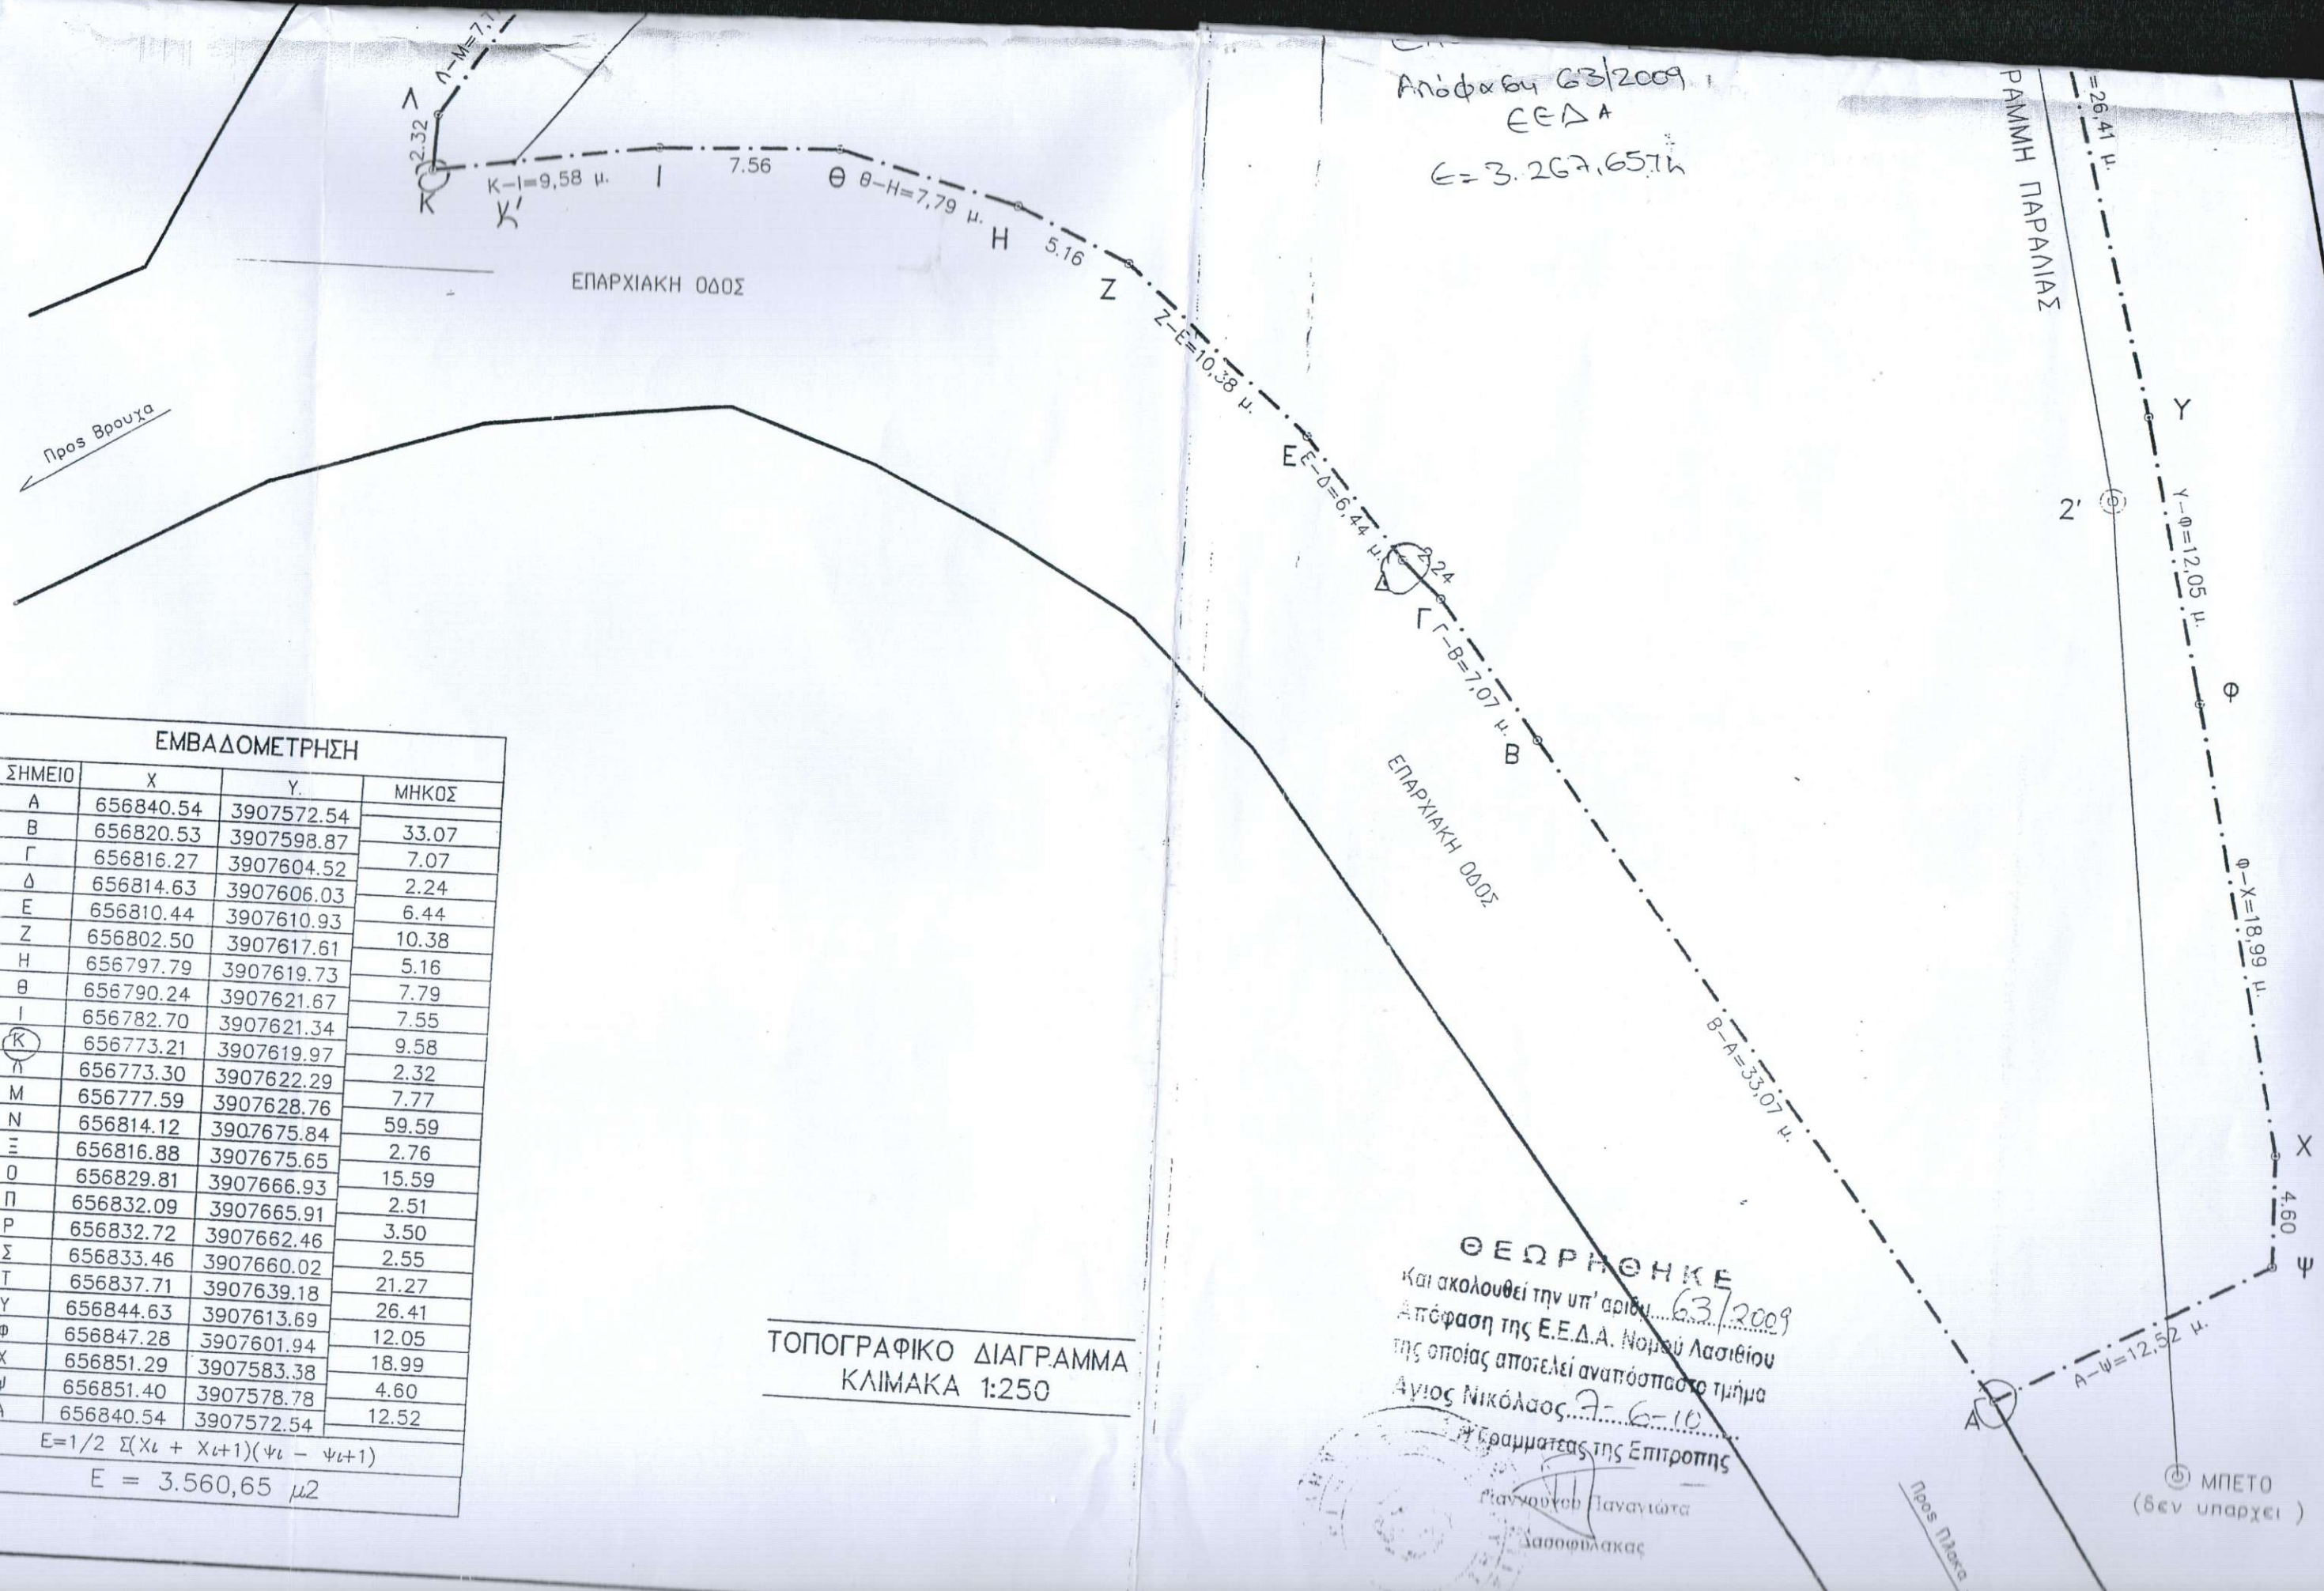 Λ-Μ=7,7
Λ
2.32
Κ
Κ-Ι=9,58 μ.
Κ'
Ι
7.56
Θ
Θ-Η=7,79 μ.
Η
5.16
Ζ
Ζ-Ε=10,38 μ.
Ε
Ε-Δ=6,44 μ.
Δ
2,24
Γ
Γ-Β=7,07 μ.
Β
Β-Α=33,07 μ.
Α
Α-Ψ=12,52 μ.
Ψ
4.60
Χ
Φ-Χ=18,99 μ.
Φ
Υ-Φ=12,05 μ.
Υ
=26,41 μ.
ΡΑΜΜΗ ΠΑΡΑΛΙΑΣ
2'
ΜΠΕΤΟ
(δεν υπαρχει )
Προς Πλακα
ΕΠΑΡΧΙΑΚΗ ΟΔΟΣ
ΕΠΑΡΧΙΑΚΗ ΟΔΟΣ
Προς Βρουχα
Απόφαση 63/2009
ΕΕΔΑ
Ε=3.267,65τμ
ΕΜΒΑΔΟΜΕΤΡΗΣΗ
ΣΗΜΕΙΟ Χ Υ. ΜΗΚΟΣ
Α 656840.54 3907572.54
Β 656820.53 3907598.87 33.07
Γ 656816.27 3907604.52 7.07
Δ 656814.63 3907606.03 2.24
Ε 656810.44 3907610.93 6.44
Ζ 656802.50 3907617.61 10.38
Η 656797.79 3907619.73 5.16
Θ 656790.24 3907621.67 7.79
Ι 656782.70 3907621.34 7.55
Κ 656773.21 3907619.97 9.58
Λ 656773.30 3907622.29 2.32
Μ 656777.59 3907628.76 7.77
Ν 656814.12 3907675.84 59.59
Ξ 656816.88 3907675.65 2.76
Ο 656829.81 3907666.93 15.59
Π 656832.09 3907665.91 2.51
Ρ 656832.72 3907662.46 3.50
Σ 656833.46 3907660.02 2.55
Τ 656837.71 3907639.18 21.27
Υ 656844.63 3907613.69 26.41
Φ 656847.28 3907601.94 12.05
Χ 656851.29 3907583.38 18.99
Ψ 656851.40 3907578.78 4.60
Α 656840.54 3907572.54 12.52
Ε=1/2 Σ(Χι + Χι+1)(ψι - ψι+1)
Ε = 3.560,65 μ2
ΤΟΠΟΓΡΑΦΙΚΟ ΔΙΑΓΡΑΜΜΑ
ΚΛΙΜΑΚΑ 1:250
ΘΕΩΡΗΘΗΚΕ
Και ακολουθεί την υπ' αριθμ. 63/2009
Απόφαση της Ε.Ε.Δ.Α. Νομού Λασιθίου
της οποίας αποτελεί αναπόσπαστο τμήμα
Άγιος Νικόλαος 7-6-10
Η Γραμματεας της Επιτροπης
Παναγιώτα
Δασοφύλακας